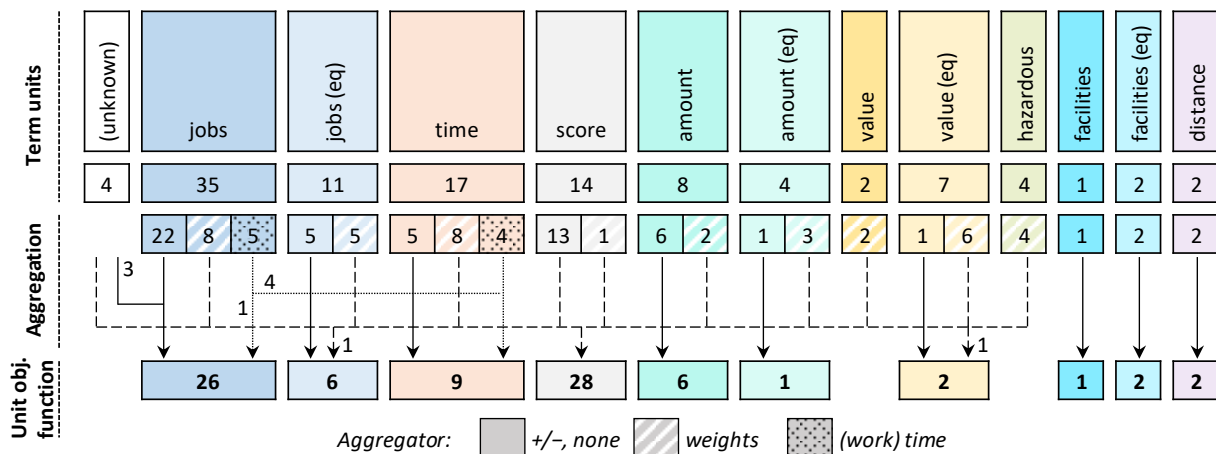 Term units
(unknown)
jobs
jobs (eq)
time
score
amount
amount (eq)
value
value (eq)
hazardous
facilities
facilities (eq)
distance
4 35 11 17 14 8 4 2 7 4 1 2 2
Aggregation
22 8 5 5 5 5 8 4 13 1 6 2 1 3 2 1 6 4 1 2 2
3
4
1
1
1
Unit obj.
function
26 6 9 28 6 1 2 1 2 2
Aggregator: +/−, none weights (work) time